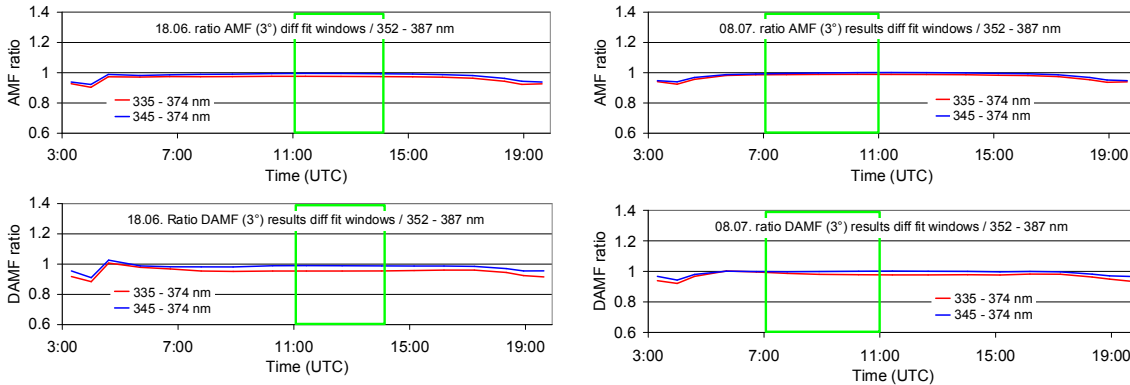 18.06. ratio AMF (3°) diff fit windows / 352 - 387 nm
AMF ratio
1.4
1.2
1
0.8
0.6
335 - 374 nm
345 - 374 nm
3:00 7:00 11:00 15:00 19:00
Time (UTC)
08.07. ratio AMF (3°) results diff fit windows / 352 - 387 nm
AMF ratio
1.4
1.2
1
0.8
0.6
335 - 374 nm
345 - 374 nm
3:00 7:00 11:00 15:00 19:00
Time (UTC)
18.06. Ratio DAMF (3°) results diff fit windows / 352 - 387 nm
DAMF ratio
1.4
1.2
1
0.8
0.6
335 - 374 nm
345 - 374 nm
3:00 7:00 11:00 15:00 19:00
Time (UTC)
08.07. ratio DAMF (3°) results diff fit windows / 352 - 387 nm
DAMF ratio
1.4
1.2
1
0.8
0.6
335 - 374 nm
345 - 374 nm
3:00 7:00 11:00 15:00 19:00
Time (UTC)